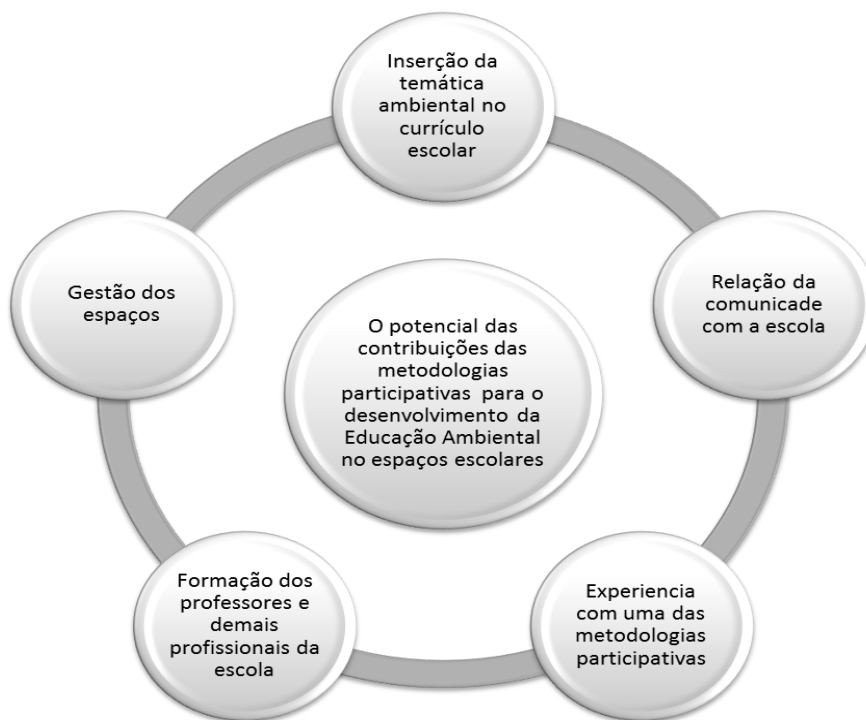 Inserção da
temática
ambiental no
currículo
escolar
Relação da
comunicade
com a escola
Experiencia
com uma das
metodologias
participativas
Formação dos
professores e
demais
profissionais da
escola
Gestão dos
espaços
O potencial das
contribuições das
metodologias
participativas para o
desenvolvimento da
Educação Ambiental
no espaços escolares